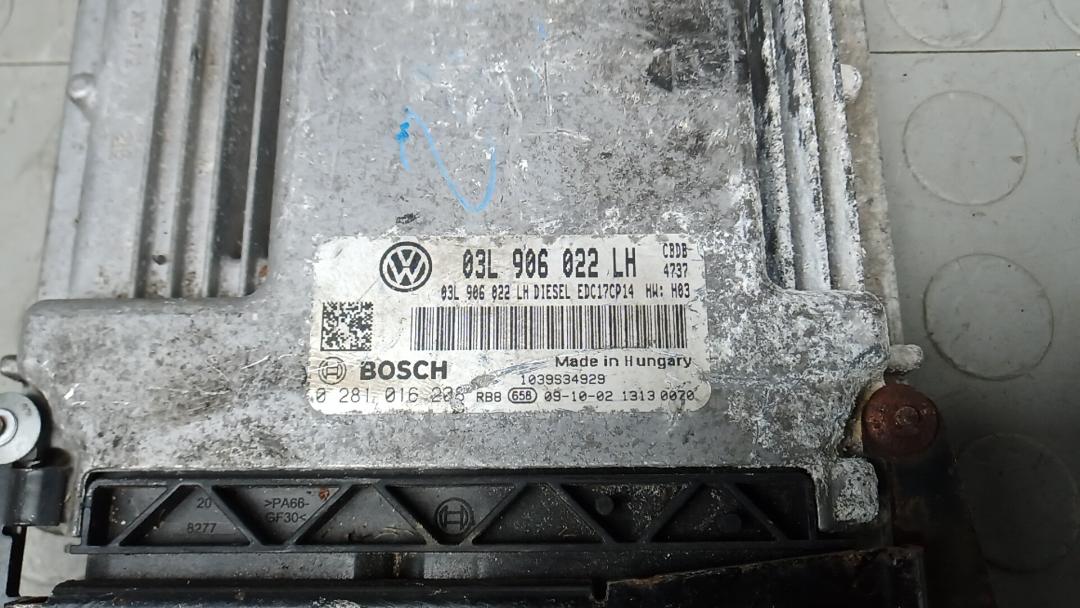 03L 906 022 LH CBDB
4737
03L 906 022 LH DIESEL EDC17CP14 HW: H03
BOSCH Made in Hungary
1039S34929
0 281 016 208 RBB 658 09-10-02 1313 0070
20 >PA66-
GF30<
8277